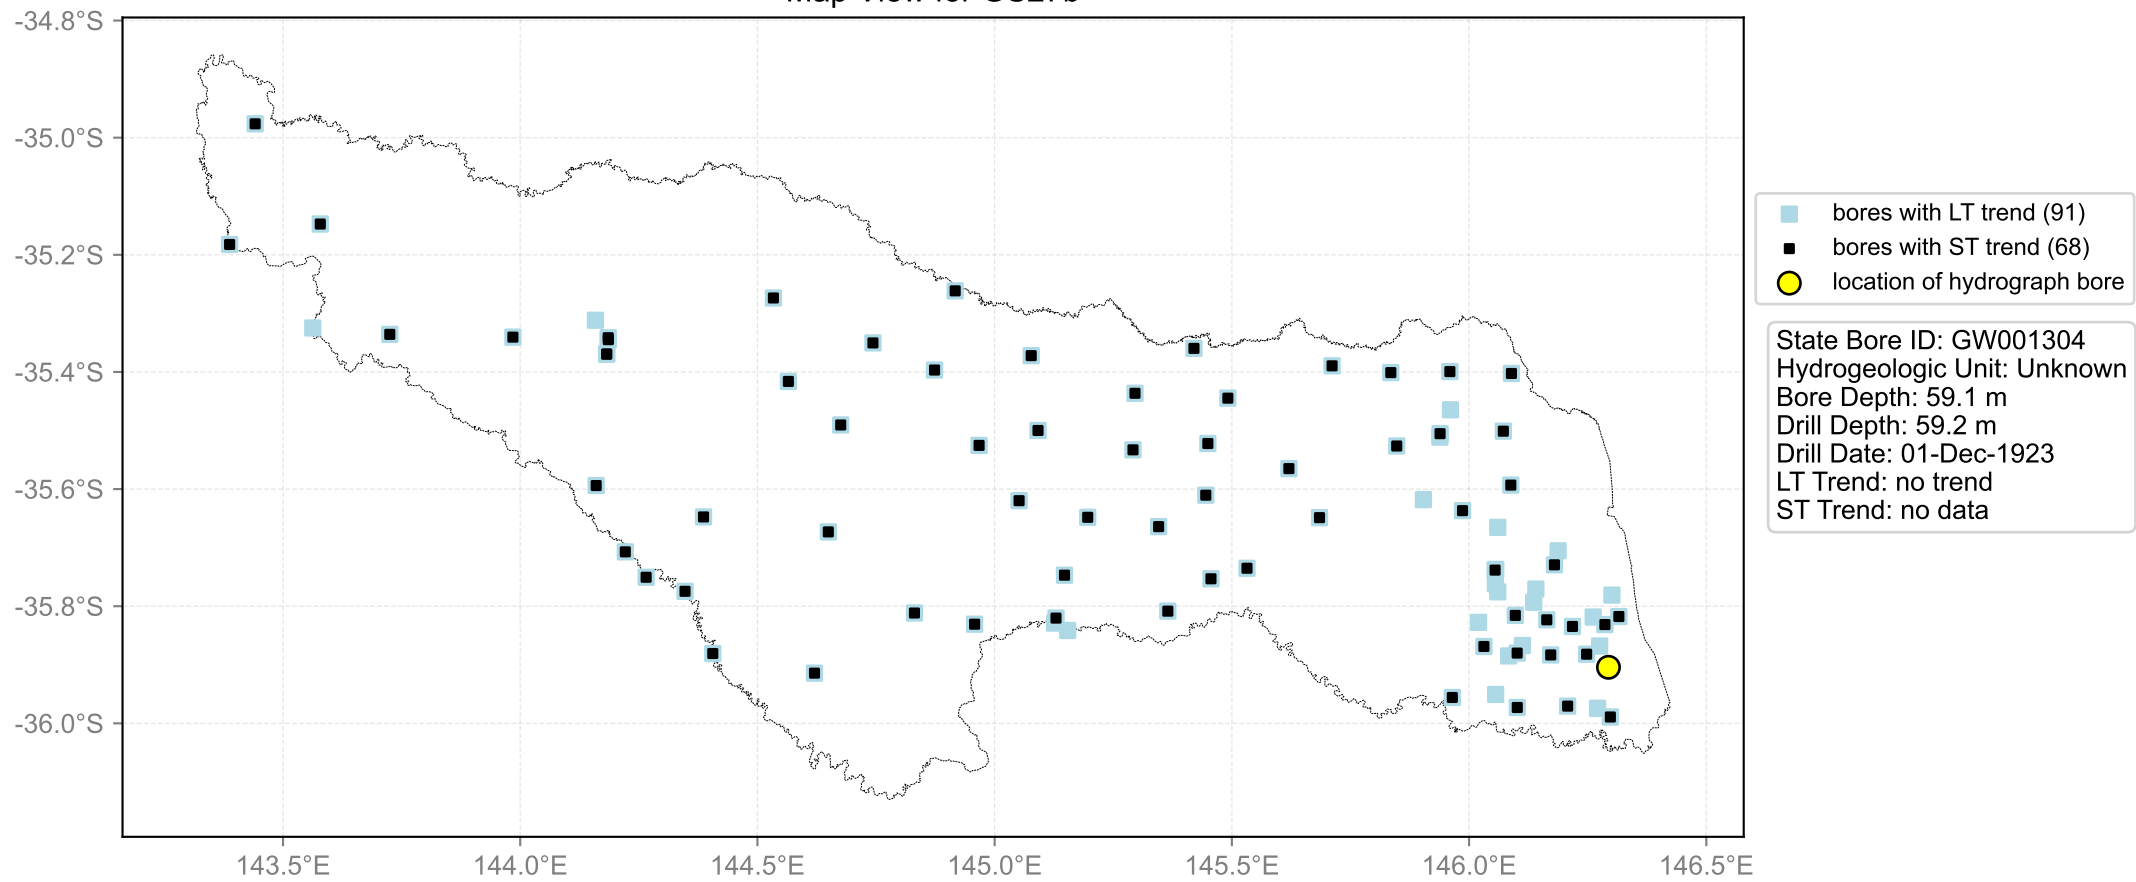 -34.8°S
-35.0°S
-35.2°S
-35.4°S
-35.6°S
-35.8°S
-36.0°S
143.5°E
144.0°E
144.5°E
145.0°E
145.5°E
146.0°E
146.5°E
bores with LT trend (91)
bores with ST trend (68)
location of hydrograph bore
State Bore ID: GW001304
Hydrogeologic Unit: Unknown
Bore Depth: 59.1 m
Drill Depth: 59.2 m
Drill Date: 01-Dec-1923
LT Trend: no trend
ST Trend: no data